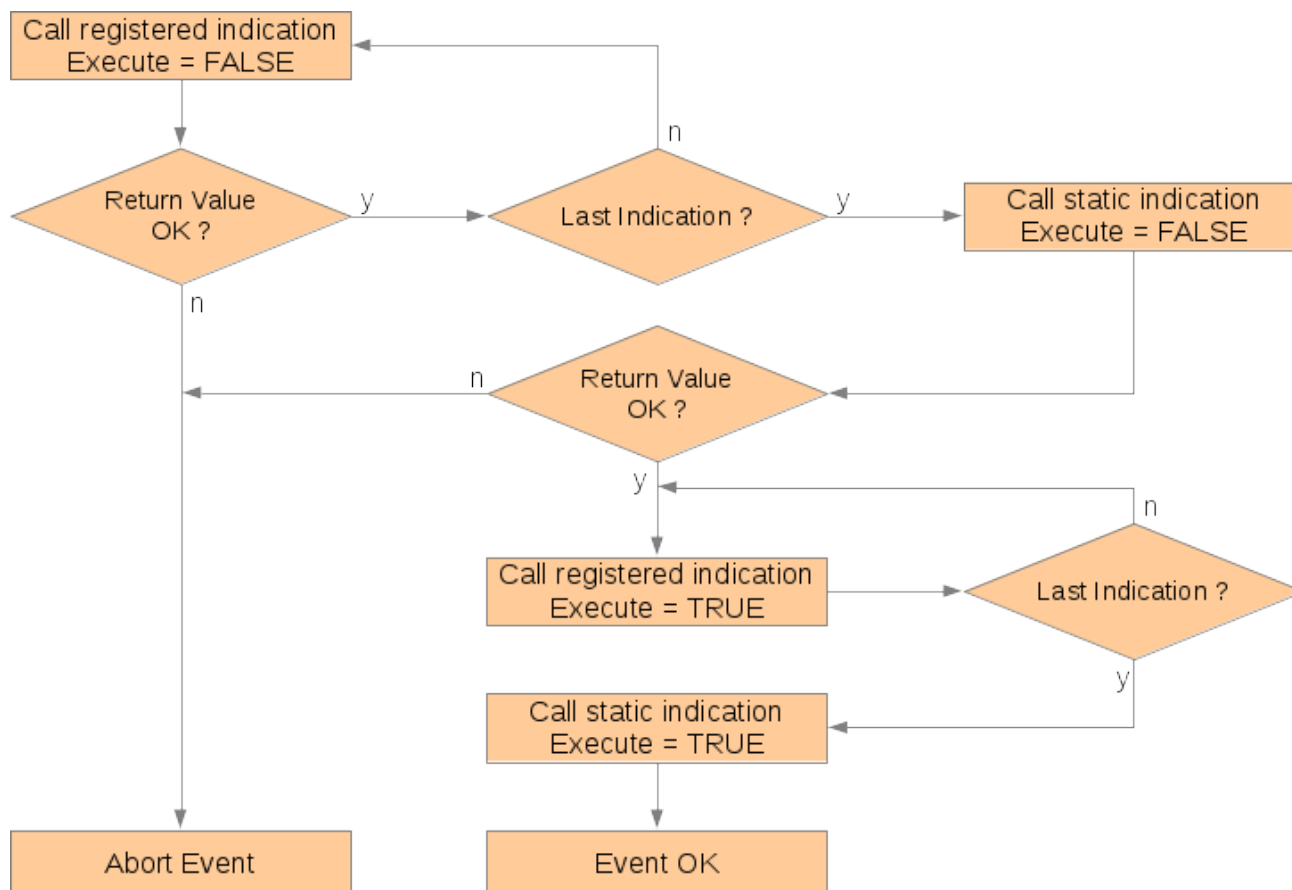 Call registered indication
Execute = FALSE
n
Return Value
OK ?
y
Last Indication ?
y
Call static indication
Execute = FALSE
n
n
Return Value
OK ?
y
n
Call registered indication
Execute = TRUE
Last Indication ?
y
Call static indication
Execute = TRUE
Abort Event
Event OK